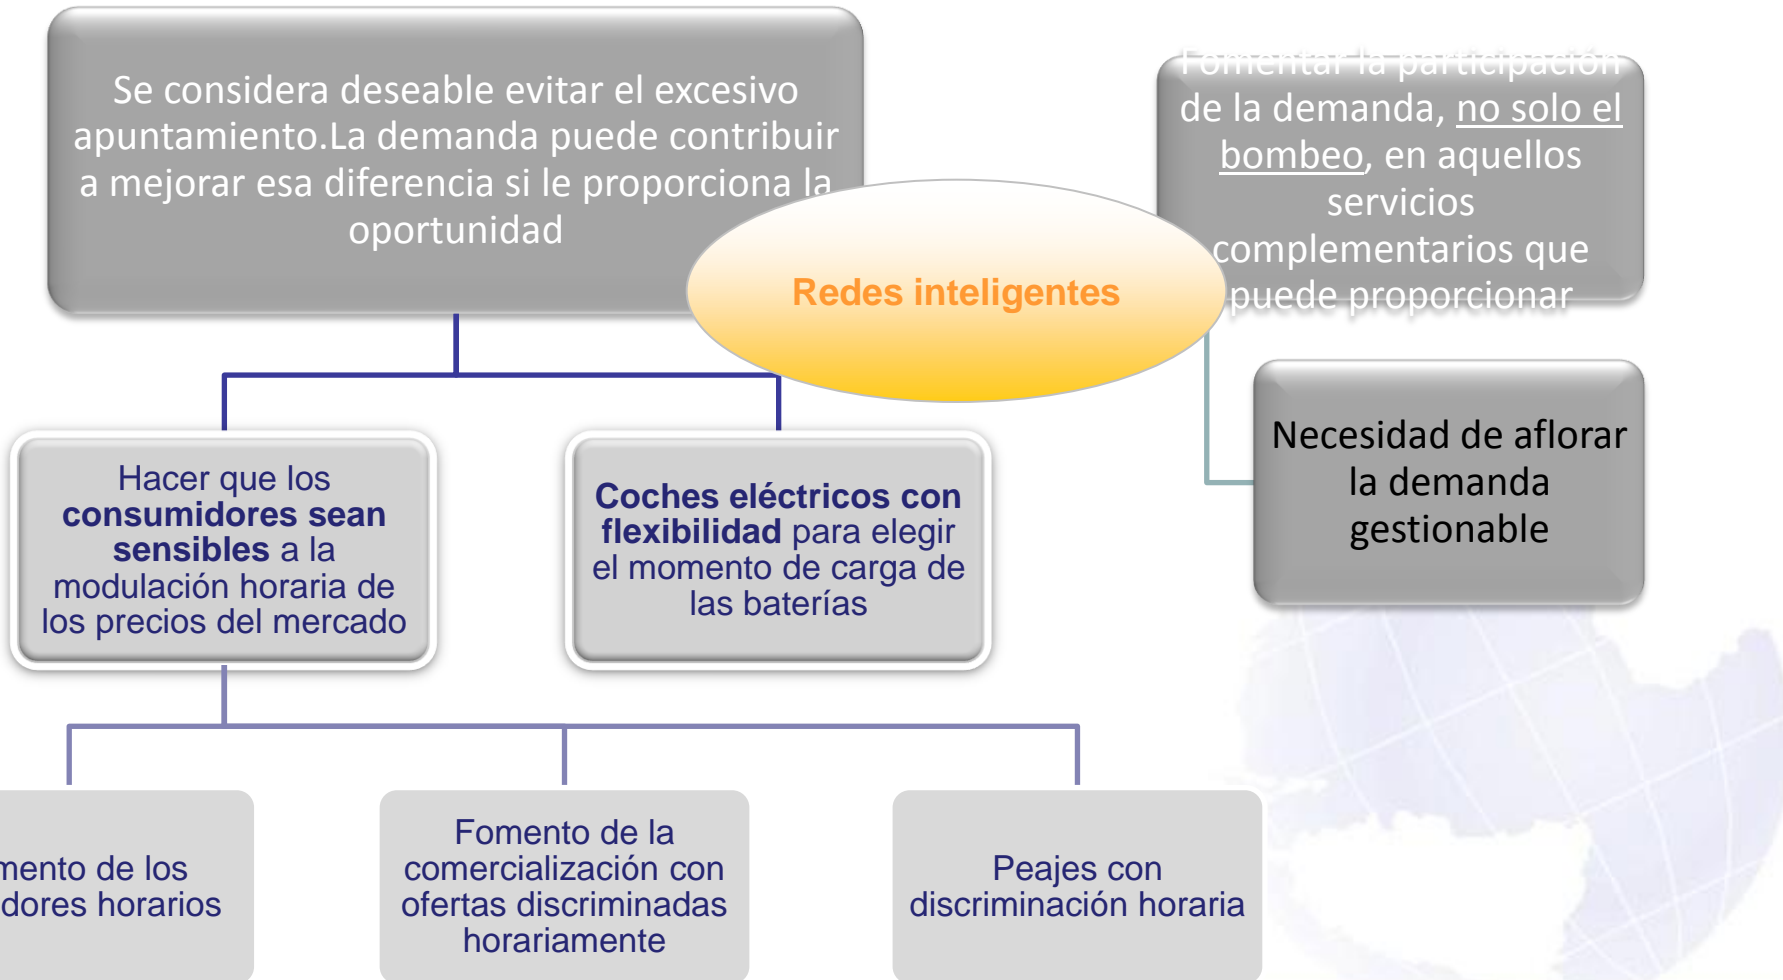 Se considera deseable evitar el excesivo
apuntamiento.La demanda puede contribuir
a mejorar esa diferencia si le proporciona la
oportunidad
Fomentar la participación
de la demanda, no solo el
bombeo, en aquellos
servicios
complementarios que
puede proporcionar
Redes inteligentes
Necesidad de aflorar
la demanda
gestionable
Hacer que los
consumidores sean
sensibles a la
modulación horaria de
los precios del mercado
Coches eléctricos con
flexibilidad para elegir
el momento de carga de
las baterías
de los
horarios
Fomento de la
comercialización con
ofertas discriminadas
horariamente
Peajes con
discriminación horaria